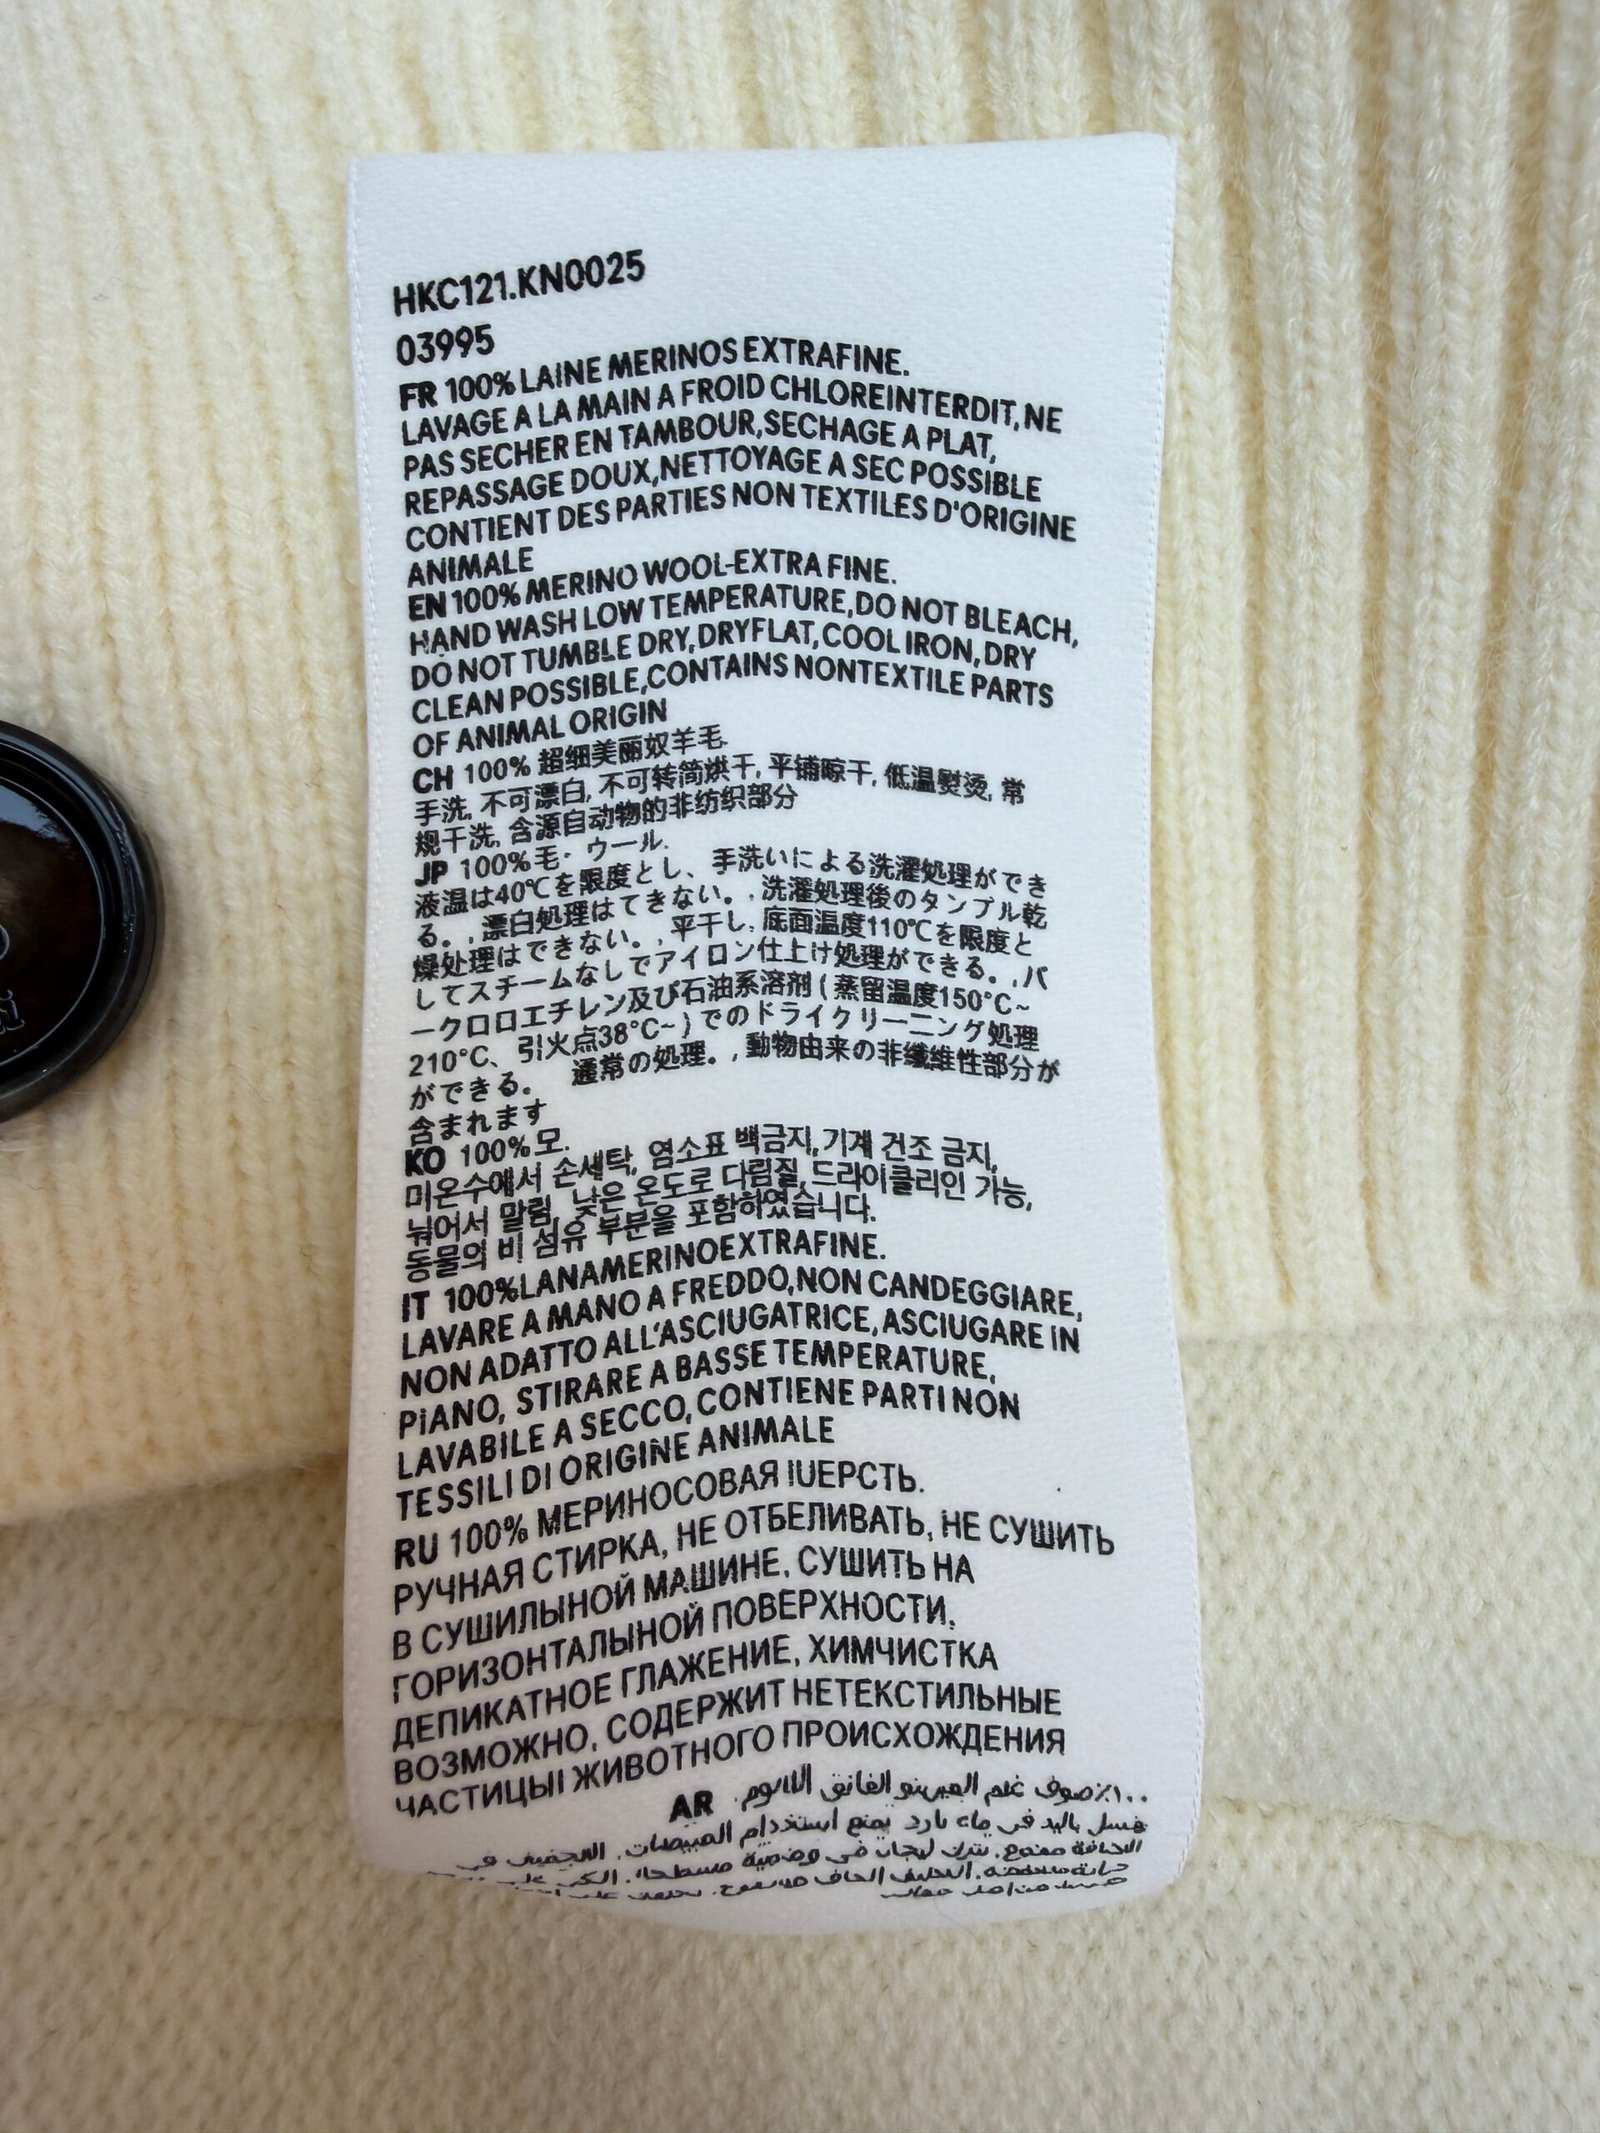 HKC121.KN0025
03995
FR 100% LAINE MERINOS EXTRAFINE.
LAVAGE A LA MAIN A FROID CHLOREINTERDIT, NE
PAS SECHER EN TAMBOUR,SECHAGE A PLAT,
REPASSAGE DOUX,NETTOYAGE A SEC POSSIBLE
CONTIENT DES PARTIES NON TEXTILES D'ORIGINE
ANIMALE
EN 100% MERINO WOOL-EXTRA FINE.
HAND WASH LOW TEMPERATURE,DO NOT BLEACH,
DO NOT TUMBLE DRY,DRYFLAT,COOL IRON,DRY
CLEAN POSSIBLE,CONTAINS NONTEXTILE PARTS
OF ANIMAL ORIGIN
CH 100% 超细美丽奴羊毛.
手洗, 不可漂白, 不可转简烘干, 平铺晾干, 低温熨烫, 常
规干洗, 含源自动物的非纺织部分
JP 100%毛・ウール.
液温は40℃を限度とし、手洗いによる洗濯処理ができ
る。, 漂白処理はてきない。, 洗濯処理後のタンブル乾
燥处理はできない。, 平干し, 底面温度110℃を限度と
してスチームなしでアイロン仕上げ処理ができる。, パ
ークロロエチレン及び石油系溶剤 ( 蒸留温度150°C~
210°C、引火点38°C~ ) でのドライクリーニング処理
ができる。 通常の処理。, 動物由来の非繊維性部分が
含まれます
KO 100%모.
미온수에서 손세탁, 염소표 백금지, 기계 건조 금지,
눠어서 말림, 낮은 온도로 다림질, 드라이클리인 가능,
동물의 비 섬유 부분을 포함하였습니다.
IT 100%LANAMERINOEXTRAFINE.
LAVARE A MANO A FREDDO,NON CANDEGGIARE,
NON ADATTO ALL'ASCIUGATRICE,ASCIUGARE IN
PIANO, STIRARE A BASSE TEMPERATURE,
LAVABILE A SECCO,CONTIENE PARTI NON
TESSILI DI ORIGINE ANIMALE
RU 100% МЕРИНОСОВАЯ IUЕРСТЬ.
РУЧНАЯ СТИРКА, НЕ ОТБЕЛИВАТЬ, НЕ СУШИТЬ
В СУШИЛЫНОЙ МАШИНЕ, СУШИТЬ НА
ГОРИЗОНТАЛЫНОЙ ПОВЕРХНОСТИ,
ДЕПИКАТНОЕ ГЛАЖЕНИЕ, ХИМЧИСТКА
ВОЗМОЖНО, СОДЕРЖИТ НЕТЕКСТИЛЬНЫЕ
ЧАСТИЦЫI ЖИВОТНОГО ПРОИСХОЖДЕНИЯ
AR ١٠٠٪صوف غنم المرينو الفائق النعوم.
غسل باليد في ماء بارد يمنع استخدام المبيضات.